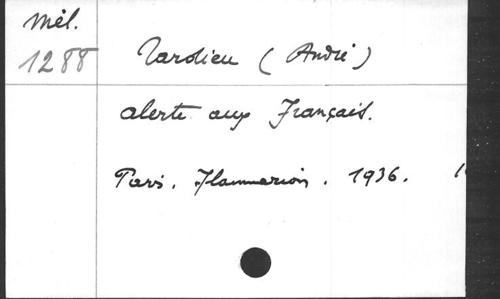 Mél.
1288
Tardieu (André)
alerte aux Français.
Paris. Flammarion. 1936.